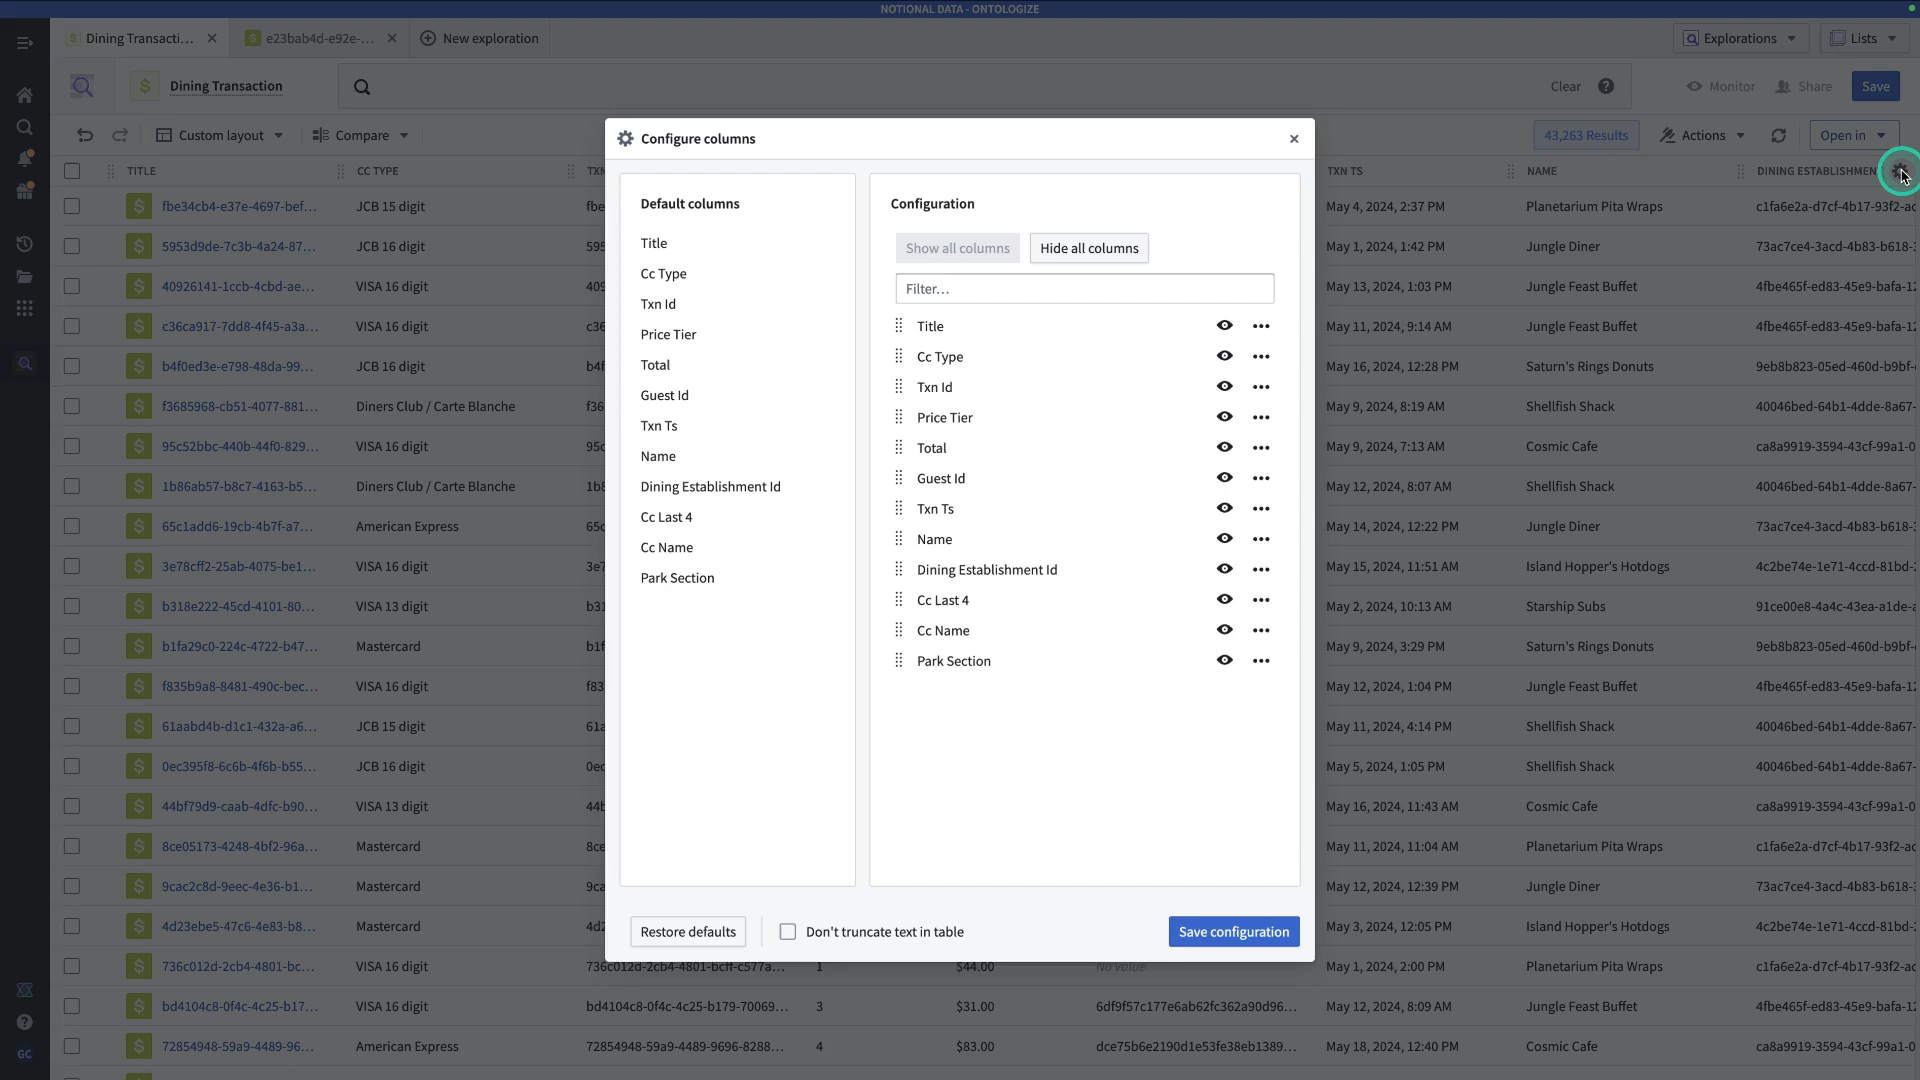 NOTIONAL DATA - ONTOLOGIZE
Dining Transacti...
e23bab4d-e92e-...
New exploration
Explorations
Lists
Dining Transaction
Clear
Monitor
Share
Save
Custom layout
Compare
43,263 Results
Actions
Open in
TITLE
CC TYPE
TXN TS
NAME
DINING ESTABLISHMEN
fbe34cb4-e37e-4697-bef... JCB 15 digit fbe May 4, 2024, 2:37 PM Planetarium Pita Wraps c1fa6e2a-d7cf-4b17-93f2-ac
5953d9de-7c3b-4a24-87... JCB 16 digit 595 May 1, 2024, 1:42 PM Jungle Diner 73ac7ce4-3acd-4b83-b618-
40926141-1ccb-4cbd-ae... VISA 16 digit 409 May 13, 2024, 1:03 PM Jungle Feast Buffet 4fbe465f-ed83-45e9-bafa-12
c36ca917-7dd8-4f45-a3a... VISA 16 digit c36 May 11, 2024, 9:14 AM Jungle Feast Buffet 4fbe465f-ed83-45e9-bafa-12
b4f0ed3e-e798-48da-99... JCB 16 digit b4f May 16, 2024, 12:28 PM Saturn's Rings Donuts 9eb8b823-05ed-460d-b9bf-
f3685968-cb51-4077-881... Diners Club / Carte Blanche f36 May 9, 2024, 8:19 AM Shellfish Shack 40046bed-64b1-4dde-8a67-
95c52bbc-440b-44f0-829... VISA 16 digit 95c May 9, 2024, 7:13 AM Cosmic Cafe ca8a9919-3594-43cf-99a1-0
1b86ab57-b8c7-4163-b5... Diners Club / Carte Blanche 1b8 May 12, 2024, 8:07 AM Shellfish Shack 40046bed-64b1-4dde-8a67-
65c1add6-19cb-4b7f-a7... American Express 65c May 14, 2024, 12:22 PM Jungle Diner 73ac7ce4-3acd-4b83-b618-
3e78cff2-25ab-4075-be1... VISA 16 digit 3e7 May 15, 2024, 11:51 AM Island Hopper's Hotdogs 4c2be74e-1e71-4ccd-81bd-
b318e222-45cd-4101-80... VISA 13 digit b31 May 2, 2024, 10:13 AM Starship Subs 91ce00e8-4a4c-43ea-a1de-
b1fa29c0-224c-4722-b47... Mastercard b1f May 9, 2024, 3:29 PM Saturn's Rings Donuts 9eb8b823-05ed-460d-b9bf-
f835b9a8-8481-490c-bec... VISA 16 digit f83 May 12, 2024, 1:04 PM Jungle Feast Buffet 4fbe465f-ed83-45e9-bafa-12
61aabd4b-d1c1-432a-a6... JCB 15 digit 61a May 11, 2024, 4:14 PM Shellfish Shack 40046bed-64b1-4dde-8a67-
0ec395f8-6c6b-4f6b-b55... JCB 16 digit 0ec May 5, 2024, 1:05 PM Shellfish Shack 40046bed-64b1-4dde-8a67-
44bf79d9-caab-4dfc-b90... VISA 13 digit 44b May 16, 2024, 11:43 AM Cosmic Cafe ca8a9919-3594-43cf-99a1-0
8ce05173-4248-4bf2-96a... Mastercard 8ce May 11, 2024, 11:04 AM Planetarium Pita Wraps c1fa6e2a-d7cf-4b17-93f2-ac
9cac2c8d-9eec-4e36-b1... Mastercard 9ca May 12, 2024, 12:39 PM Jungle Diner 73ac7ce4-3acd-4b83-b618-
4d23ebe5-47c6-4e83-b8... Mastercard May 3, 2024, 12:05 PM Island Hopper's Hotdogs 4c2be74e-1e71-4ccd-81bd-
736c012d-2cb4-4801-bc... VISA 16 digit 736c012d-2cb4-4801-bcff-c577a... 1 $44.00 No value May 1, 2024, 2:00 PM Planetarium Pita Wraps c1fa6e2a-d7cf-4b17-93f2-ac
bd4104c8-0f4c-4c25-b17... VISA 16 digit bd4104c8-0f4c-4c25-b179-70069... 3 $31.00 6df9f57c177e6ab62fc362a90d96... May 12, 2024, 8:09 AM Jungle Feast Buffet 4fbe465f-ed83-45e9-bafa-12
72854948-59a9-4489-96... American Express 72854948-59a9-4489-9696-8288... 4 $83.00 dce75b6e2190d1e53fe38eb1389... May 18, 2024, 12:40 PM Cosmic Cafe ca8a9919-3594-43cf-99a1-0
GC
Configure columns
Default columns
Title
Cc Type
Txn Id
Price Tier
Total
Guest Id
Txn Ts
Name
Dining Establishment Id
Cc Last 4
Cc Name
Park Section
Configuration
Show all columns
Hide all columns
Filter...
Title
Cc Type
Txn Id
Price Tier
Total
Guest Id
Txn Ts
Name
Dining Establishment Id
Cc Last 4
Cc Name
Park Section
Restore defaults
Don't truncate text in table
Save configuration